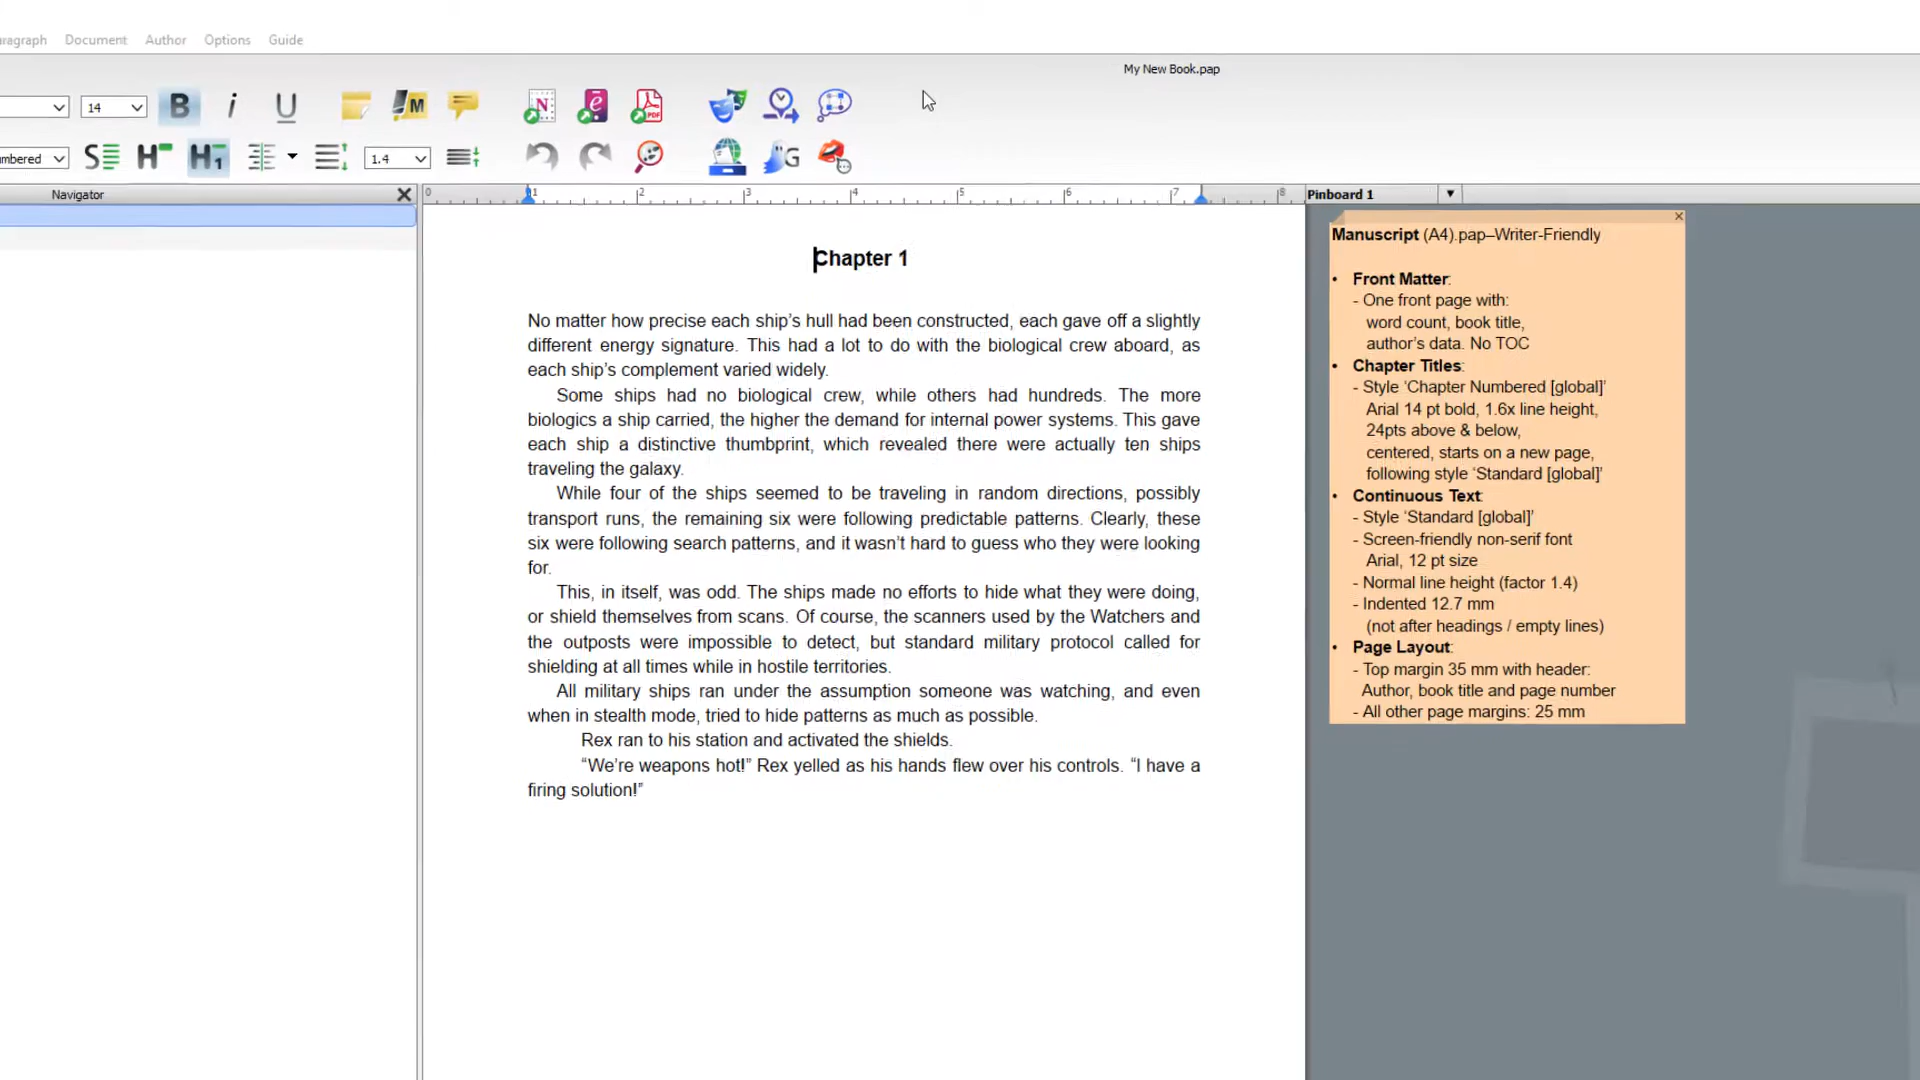 Document Author Options Guide
My New Book.pap
14 B i U M N e PDF
S H H1 1.4 G
Navigator
0 1 2 3 4 5 6 7 8
Pinboard 1
Chapter 1
No matter how precise each ship’s hull had been constructed, each gave off a slightly
different energy signature. This had a lot to do with the biological crew aboard, as
each ship’s complement varied widely.
Some ships had no biological crew, while others had hundreds. The more
biologics a ship carried, the higher the demand for internal power systems. This gave
each ship a distinctive thumbprint, which revealed there were actually ten ships
traveling the galaxy.
While four of the ships seemed to be traveling in random directions, possibly
transport runs, the remaining six were following predictable patterns. Clearly, these
six were following search patterns, and it wasn’t hard to guess who they were looking
for.
This, in itself, was odd. The ships made no efforts to hide what they were doing,
or shield themselves from scans. Of course, the scanners used by the Watchers and
the outposts were impossible to detect, but standard military protocol called for
shielding at all times while in hostile territories.
All military ships ran under the assumption someone was watching, and even
when in stealth mode, tried to hide patterns as much as possible.
Rex ran to his station and activated the shields.
“We’re weapons hot!” Rex yelled as his hands flew over his controls. “I have a
firing solution!”
Manuscript (A4).pap–Writer-Friendly
• Front Matter:
- One front page with:
word count, book title,
author’s data. No TOC
• Chapter Titles:
- Style ‘Chapter Numbered [global]’
Arial 14 pt bold, 1.6x line height,
24pts above & below,
centered, starts on a new page,
following style ‘Standard [global]’
• Continuous Text:
- Style ‘Standard [global]’
- Screen-friendly non-serif font
Arial, 12 pt size
- Normal line height (factor 1.4)
- Indented 12.7 mm
(not after headings / empty lines)
• Page Layout:
- Top margin 35 mm with header:
Author, book title and page number
- All other page margins: 25 mm